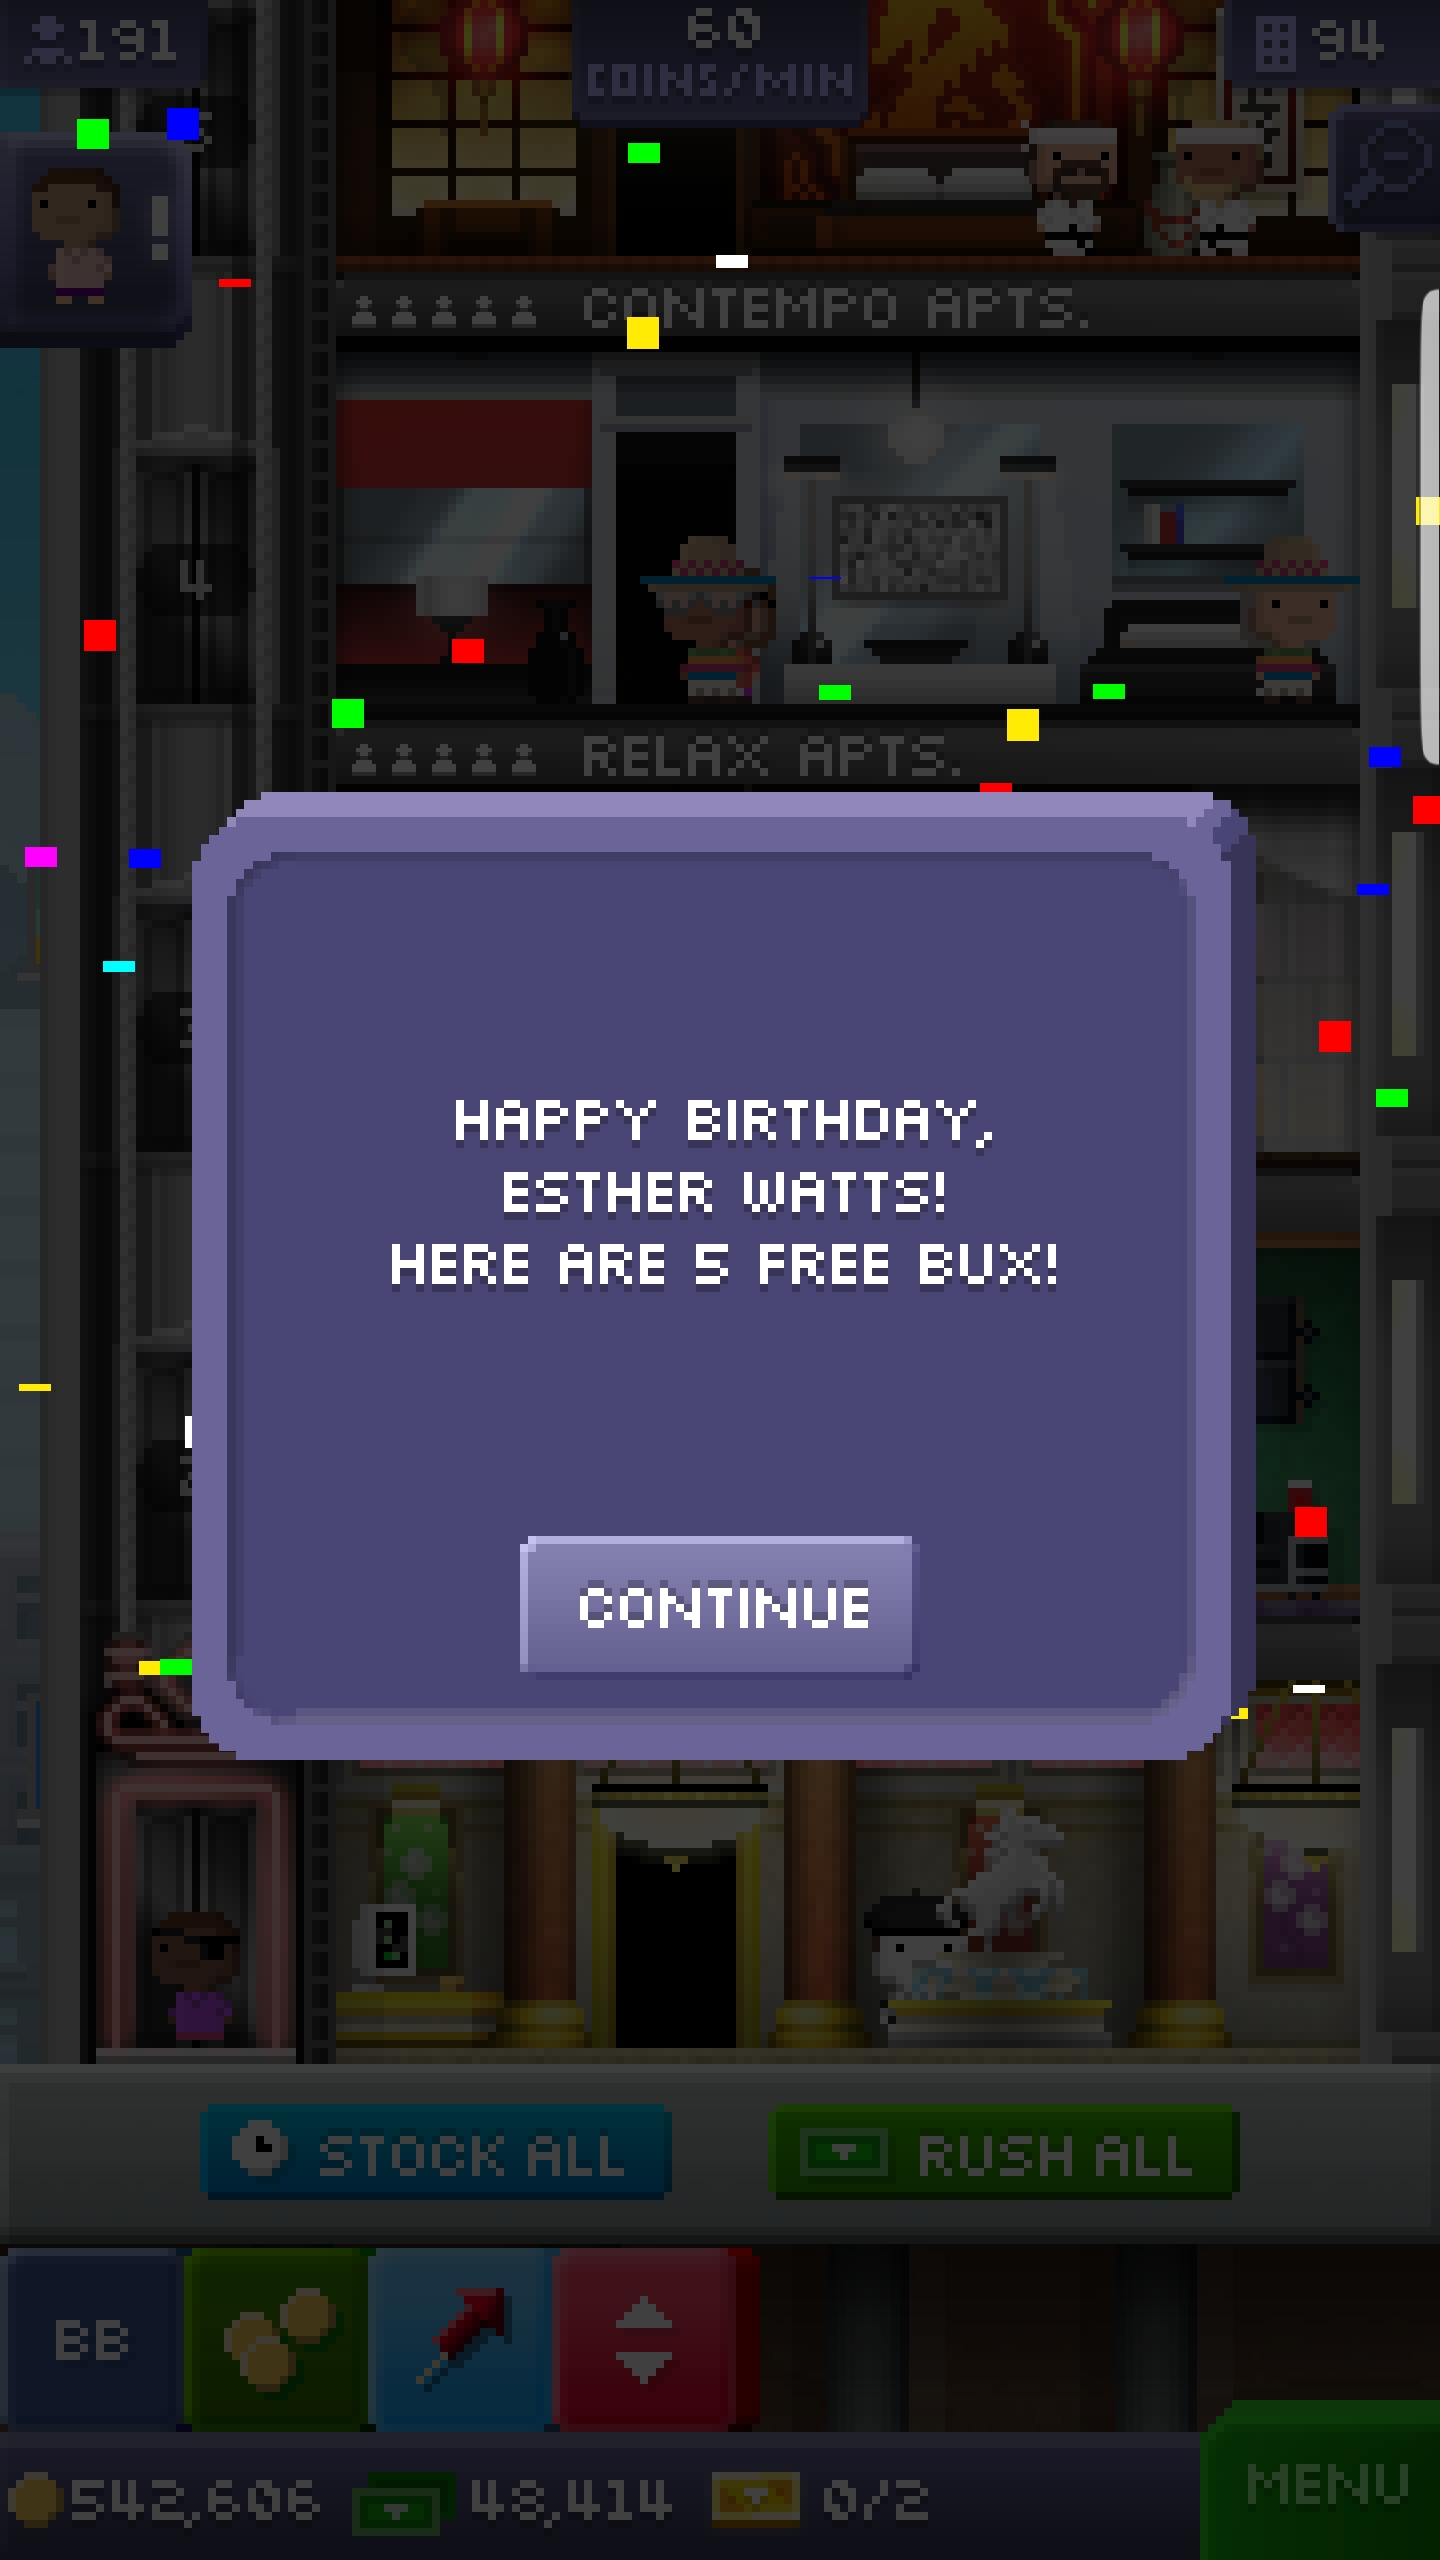 191
60
COINS/MIN
94
!
CONTEMPO APTS.
4
RELAX APTS.
HAPPY BIRTHDAY,
ESTHER WATTS!
HERE ARE 5 FREE BUX!
CONTINUE
STOCK ALL
RUSH ALL
BB
542,606
48,414
0/2
MENU